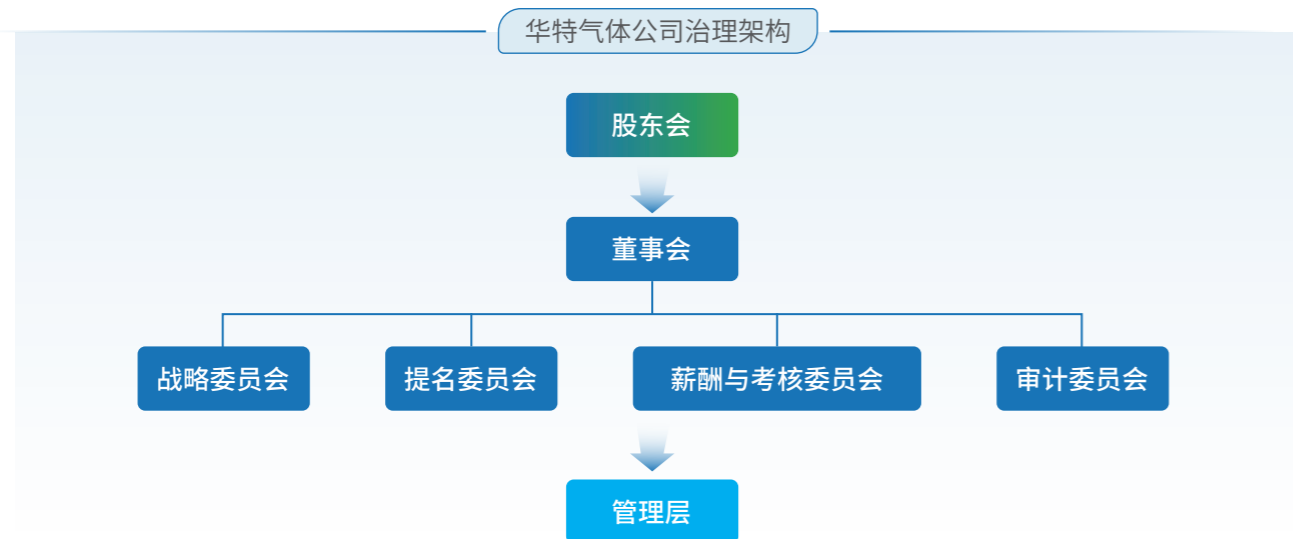 华特气体公司治理架构
股东会
董事会
战略委员会
提名委员会
薪酬与考核委员会
审计委员会
管理层